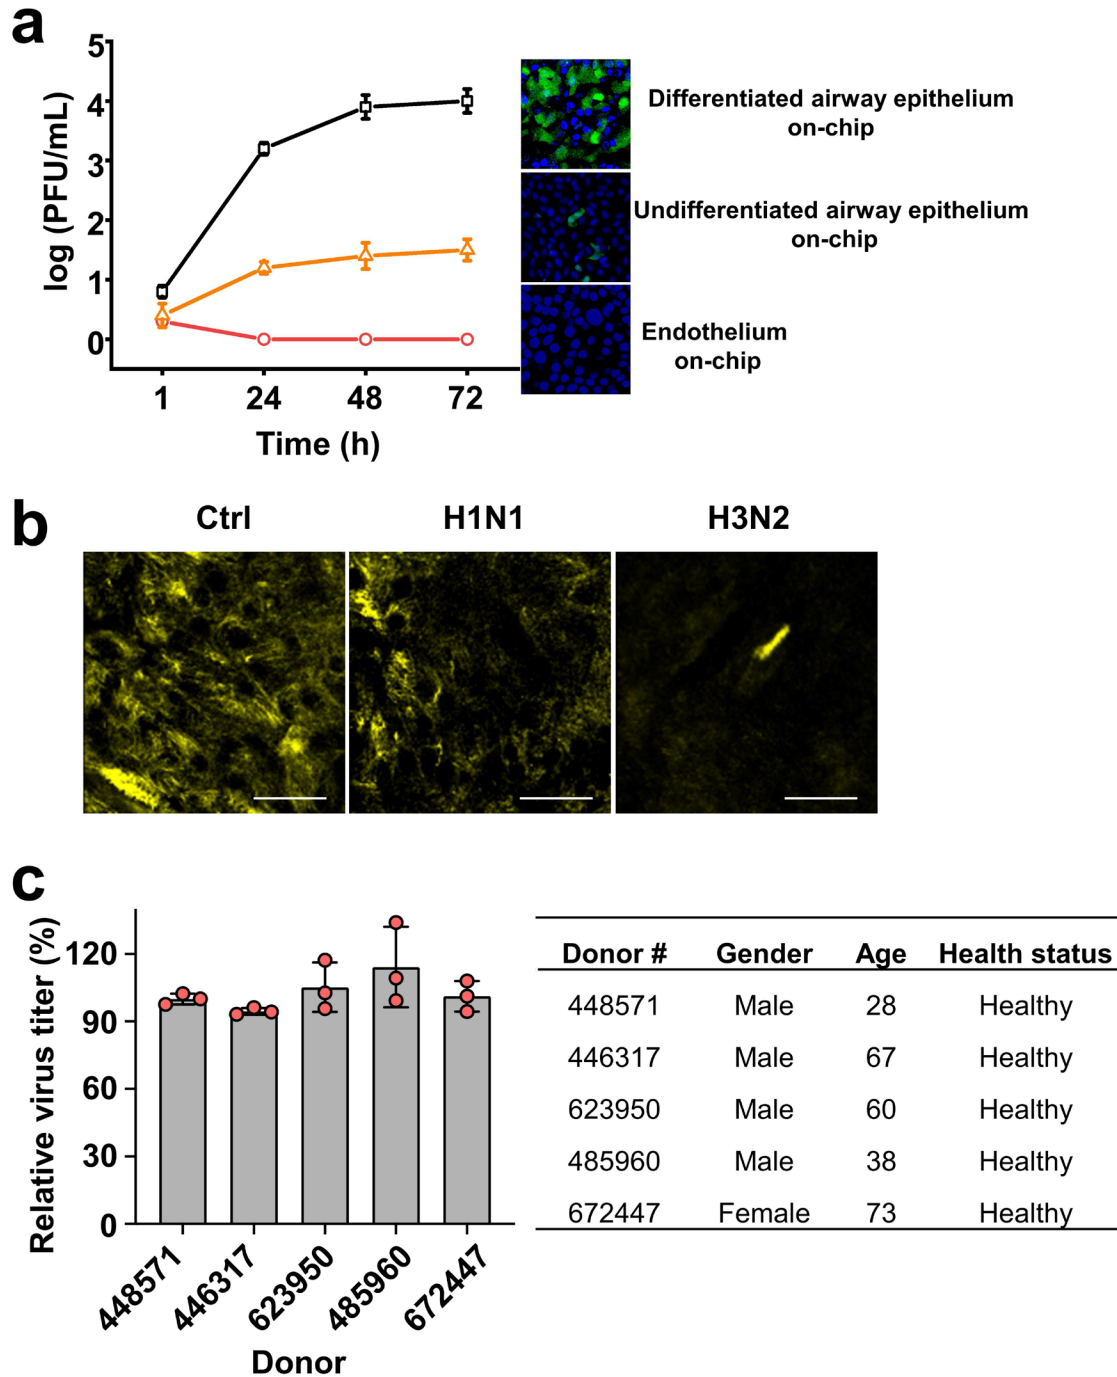 a
log (PFU/mL)
5
4
3
2
1
0
1 24 48 72
Time (h)
Differentiated airway epithelium
on-chip
Undifferentiated airway epithelium
on-chip
Endothelium
on-chip
b
Ctrl H1N1 H3N2
c
Relative virus titer (%)
120
90
60
30
0
448571 446317 623950 485960 672447
Donor
Donor # Gender Age Health status
448571 Male 28 Healthy
446317 Male 67 Healthy
623950 Male 60 Healthy
485960 Male 38 Healthy
672447 Female 73 Healthy